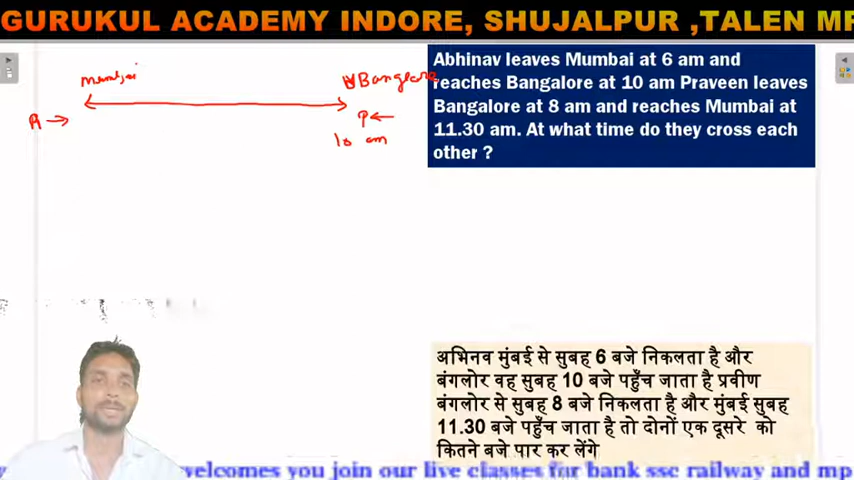 GURUKUL ACADEMY INDORE, SHUJALPUR ,TALEN MP
mumbai
Bangalore
Abhinav leaves Mumbai at 6 am and
reaches Bangalore at 10 am Praveen leaves
Bangalore at 8 am and reaches Mumbai at
11.30 am. At what time do they cross each
other ?
A →
P ←
10 am
अभिनव मुंबई से सुबह 6 बजे निकलता है और
बंगलोर वह सुबह 10 बजे पहुँच जाता है प्रवीण
बंगलोर से सुबह 8 बजे निकलता है और मुंबई सुबह
11.30 बजे पहुँच जाता है तो दोनों एक दूसरे को
कितने बजे पार कर लेंगे
welcomes you join our live classes for bank ssc railway and mp